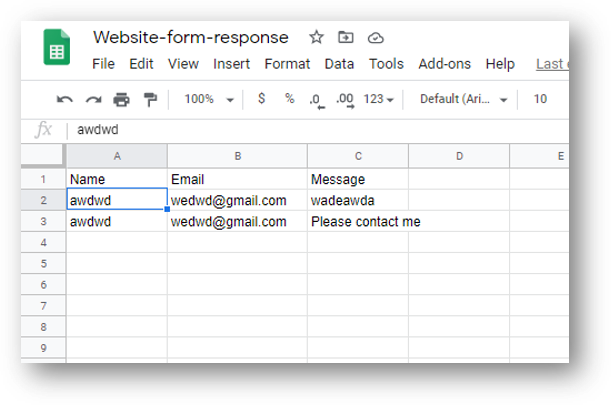 Website-form-response
File Edit View Insert Format Data Tools Add-ons Help Last
100% $ % .0 .00 123 Default (Ari... 10
fx awdwd
A B C D E
1 Name Email Message
2 awdwd wedwd@gmail.com wadeawda
3 awdwd wedwd@gmail.com Please contact me
4
5
6
7
8
9